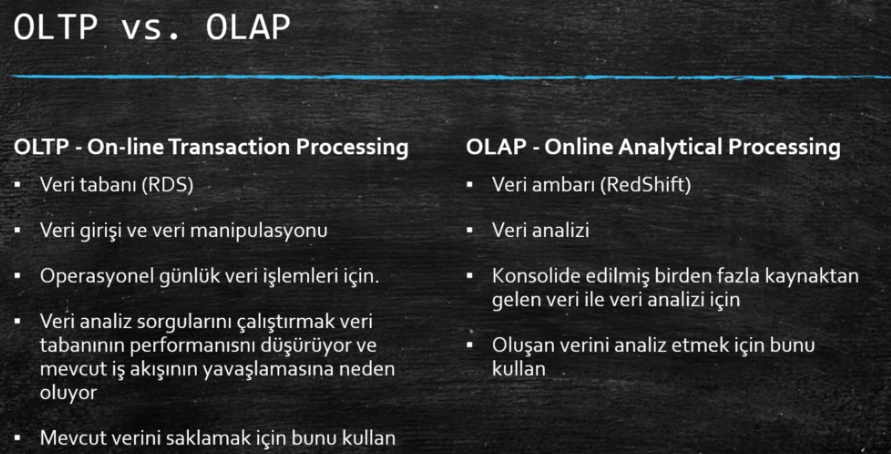 OLTP vs. OLAP
OLTP - On-line Transaction Processing
▪ Veri tabanı (RDS)
▪ Veri girişi ve veri manipulasyonu
▪ Operasyonel günlük veri işlemleri için.
▪ Veri analiz sorgularını çalıştırmak veri
tabanının performanısnı düşürüyor ve
mevcut iş akışının yavaşlamasına neden
oluyor
▪ Mevcut verini saklamak için bunu kullan
OLAP - Online Analytical Processing
▪ Veri ambarı (RedShift)
▪ Veri analizi
▪ Konsolide edilmiş birden fazla kaynaktan
gelen veri ile veri analizi için
▪ Oluşan verini analiz etmek için bunu
kullan